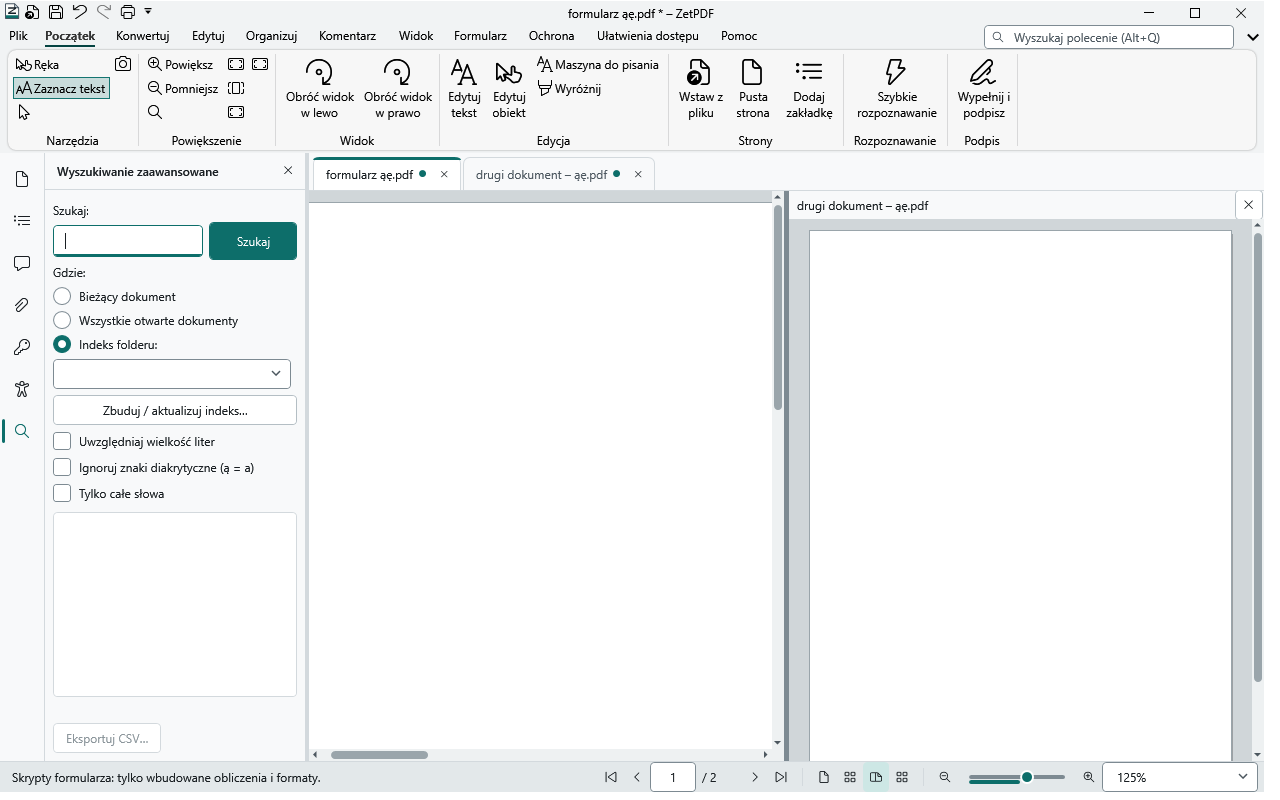 formularz ąę.pdf * – ZetPDF
Plik Początek Konwertuj Edytuj Organizuj Komentarz Widok Formularz Ochrona Ułatwienia dostępu Pomoc
Wyszukaj polecenie (Alt+Q)
Ręka
Zaznacz tekst
Narzędzia
Powiększ
Pomniejsz
Powiększenie
Obróć widok w lewo
Obróć widok w prawo
Widok
Edytuj tekst
Edytuj obiekt
Maszyna do pisania
Wyróżnij
Edycja
Wstaw z pliku
Pusta strona
Dodaj zakładkę
Strony
Szybkie rozpoznawanie
Rozpoznawanie
Wypełnij i podpisz
Podpis
Wyszukiwanie zaawansowane
Szukaj:
Szukaj
Gdzie:
Bieżący dokument
Wszystkie otwarte dokumenty
Indeks folderu:
Zbuduj / aktualizuj indeks...
Uwzględniaj wielkość liter
Ignoruj znaki diakrytyczne (ą = a)
Tylko całe słowa
Eksportuj CSV...
formularz ąę.pdf
drugi dokument – ąę.pdf
drugi dokument – ąę.pdf
Skrypty formularza: tylko wbudowane obliczenia i formaty.
1 / 2
125%